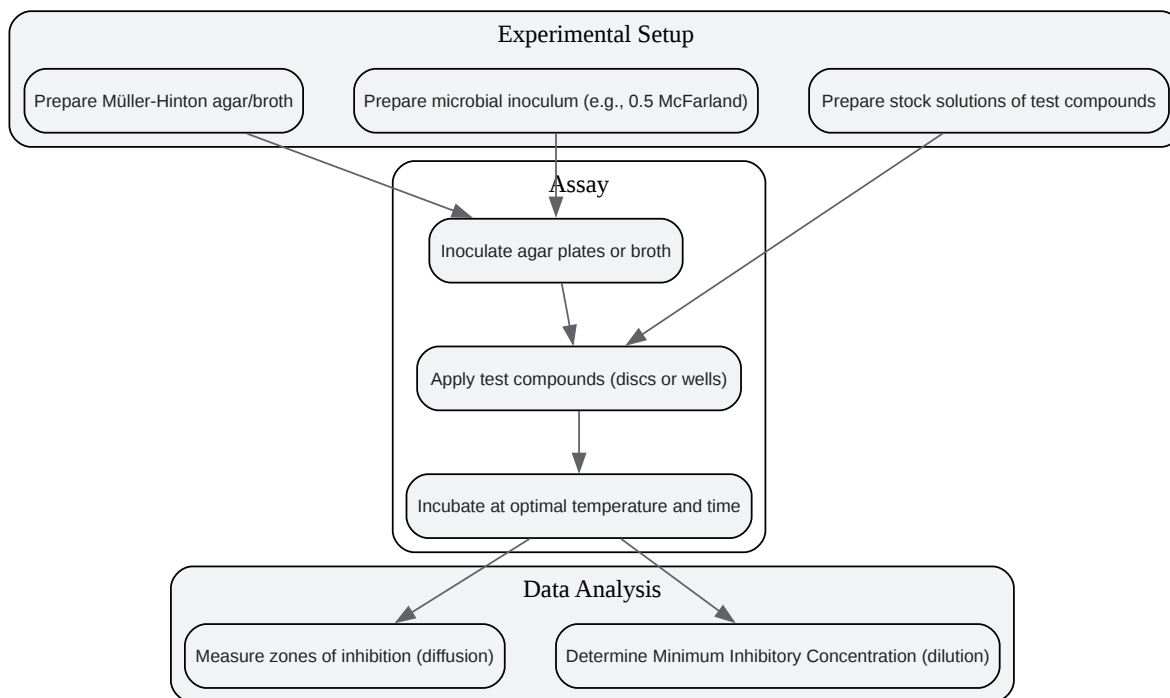 Experimental Setup
Prepare Müller-Hinton agar/broth
Prepare microbial inoculum (e.g., 0.5 McFarland)
Prepare stock solutions of test compounds
Assay
Inoculate agar plates or broth
Apply test compounds (discs or wells)
Incubate at optimal temperature and time
Data Analysis
Measure zones of inhibition (diffusion)
Determine Minimum Inhibitory Concentration (dilution)